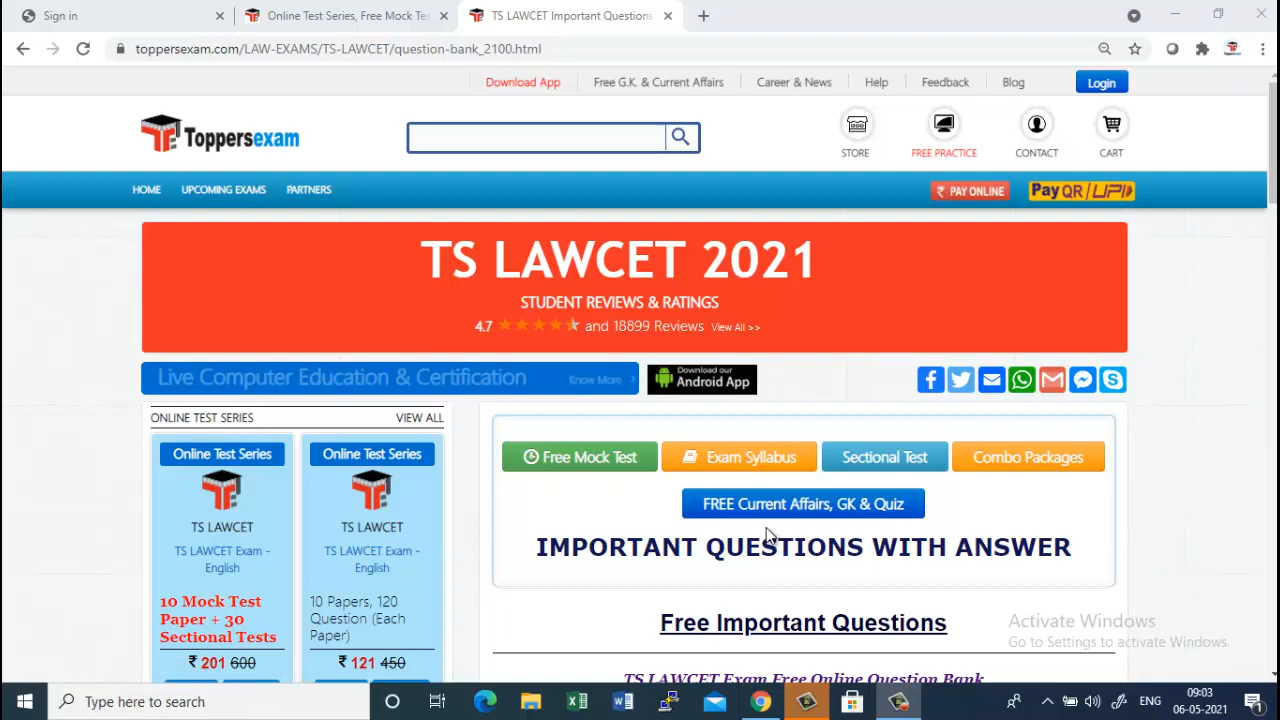 Sign in
Online Test Series, Free Mock Tes
TS LAWCET Important Questions
toppersexam.com/LAW-EXAMS/TS-LAWCET/question-bank_2100.html
Download App
Free G.K. & Current Affairs
Career & News
Help
Feedback
Blog
Login
Toppersexam
STORE
FREE PRACTICE
CONTACT
CART
HOME
UPCOMING EXAMS
PARTNERS
₹ PAY ONLINE
Pay QR / UPI
TS LAWCET 2021
STUDENT REVIEWS & RATINGS
4.7 and 18899 Reviews View All >>
Live Computer Education & Certification
Know More
Download our
Android App
ONLINE TEST SERIES
VIEW ALL
Online Test Series
TS LAWCET
TS LAWCET Exam -
English
10 Mock Test
Paper + 30
Sectional Tests
₹ 201 600
Online Test Series
TS LAWCET
TS LAWCET Exam -
English
10 Papers, 120
Question (Each
Paper)
₹ 121 450
Free Mock Test
Exam Syllabus
Sectional Test
Combo Packages
FREE Current Affairs, GK & Quiz
IMPORTANT QUESTIONS WITH ANSWER
Free Important Questions
TS LAWCET Exam Free Online Question Bank
Activate Windows
Go to Settings to activate Windows.
Type here to search
ENG
09:03
06-05-2021
1